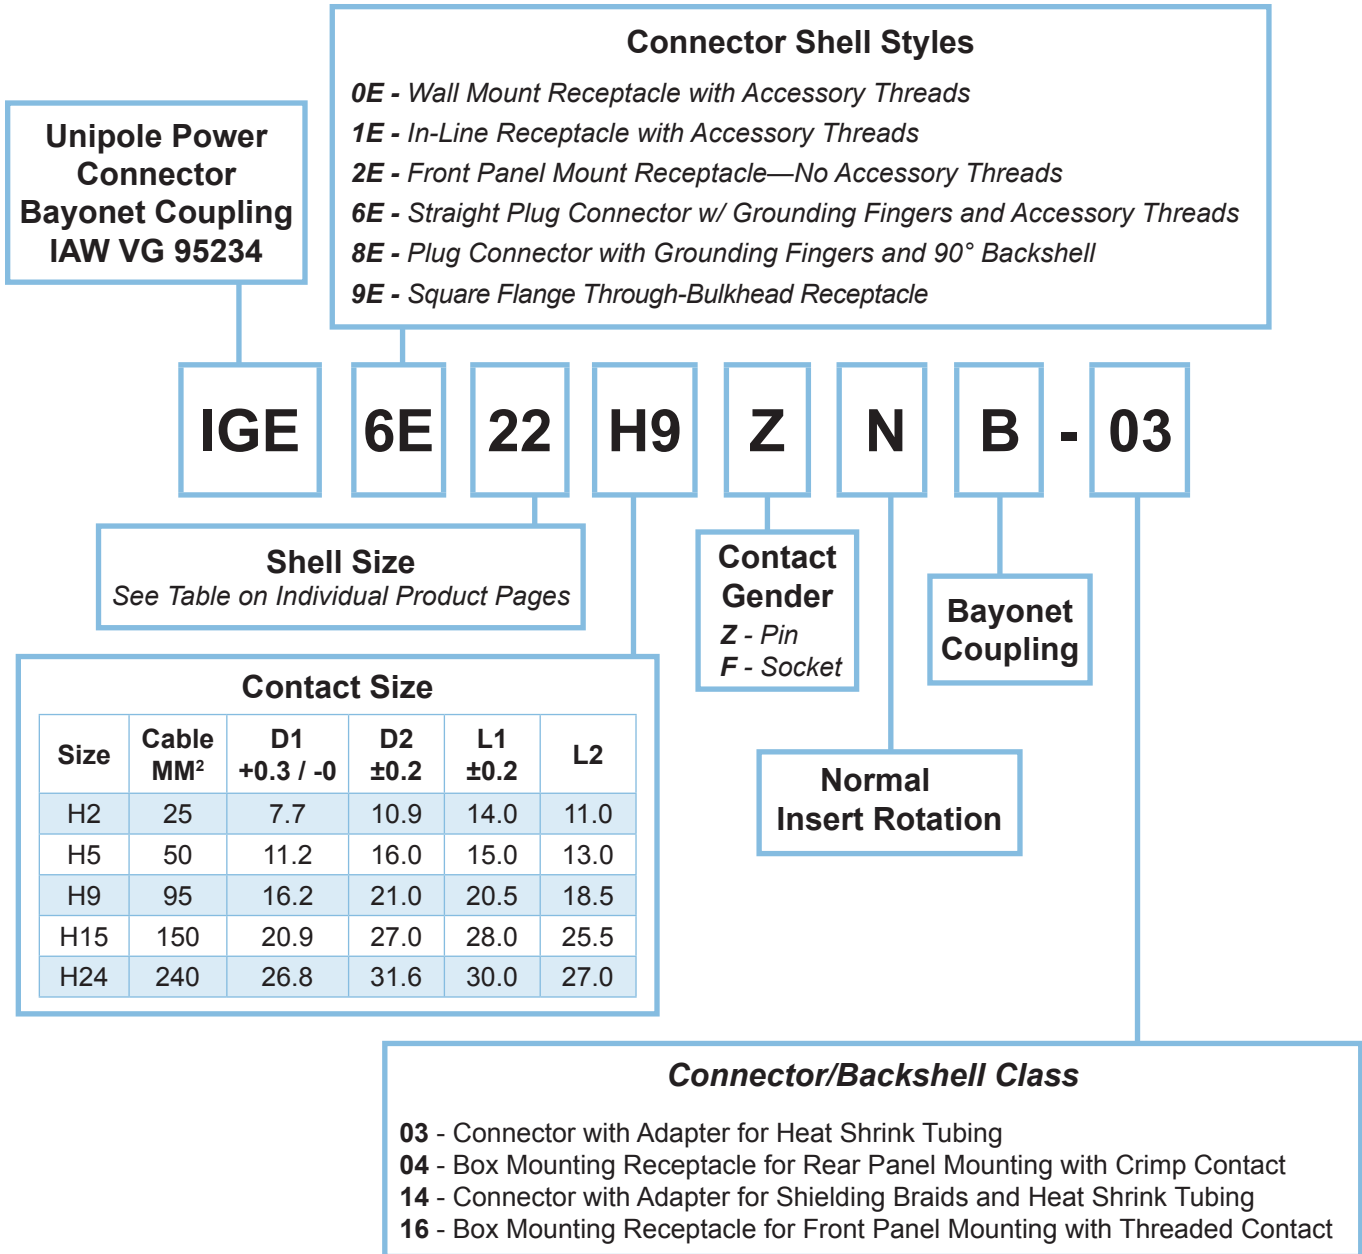 Connector Shell Styles
0E - Wall Mount Receptacle with Accessory Threads
1E - In-Line Receptacle with Accessory Threads
2E - Front Panel Mount Receptacle—No Accessory Threads
6E - Straight Plug Connector w/ Grounding Fingers and Accessory Threads
8E - Plug Connector with Grounding Fingers and 90° Backshell
9E - Square Flange Through-Bulkhead Receptacle
Unipole Power
Connector
Bayonet Coupling
IAW VG 95234
IGE 6E 22 H9 Z N B - 03
Shell Size
See Table on Individual Product Pages
Contact
Gender
Z - Pin
F - Socket
Bayonet
Coupling
Normal
Insert Rotation
Contact Size
Size Cable MM² D1 +0.3 / -0 D2 ±0.2 L1 ±0.2 L2
H2 25 7.7 10.9 14.0 11.0
H5 50 11.2 16.0 15.0 13.0
H9 95 16.2 21.0 20.5 18.5
H15 150 20.9 27.0 28.0 25.5
H24 240 26.8 31.6 30.0 27.0
Connector/Backshell Class
03 - Connector with Adapter for Heat Shrink Tubing
04 - Box Mounting Receptacle for Rear Panel Mounting with Crimp Contact
14 - Connector with Adapter for Shielding Braids and Heat Shrink Tubing
16 - Box Mounting Receptacle for Front Panel Mounting with Threaded Contact